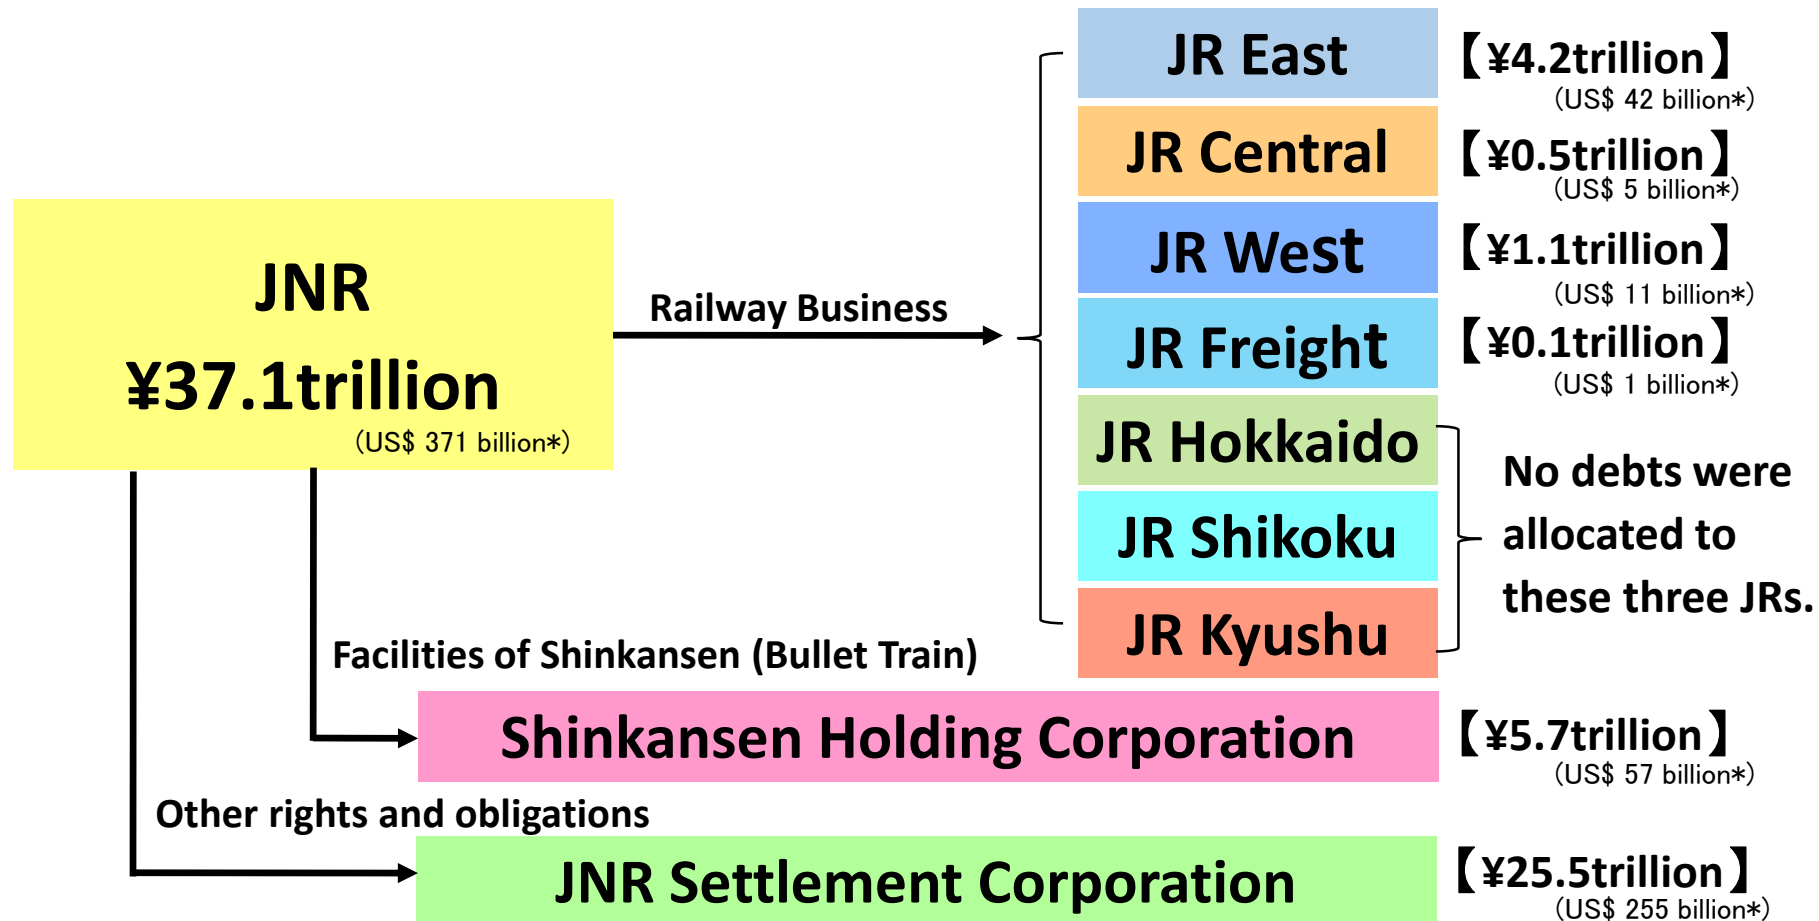 JNR
¥37.1trillion
(US$ 371 billion*)
Railway Business
JR East
【¥4.2trillion】
(US$ 42 billion*)
JR Central
【¥0.5trillion】
(US$ 5 billion*)
JR West
【¥1.1trillion】
(US$ 11 billion*)
JR Freight
【¥0.1trillion】
(US$ 1 billion*)
JR Hokkaido
JR Shikoku
JR Kyushu
No debts were
allocated to
these three JRs.
Facilities of Shinkansen (Bullet Train)
Shinkansen Holding Corporation
【¥5.7trillion】
(US$ 57 billion*)
Other rights and obligations
JNR Settlement Corporation
【¥25.5trillion】
(US$ 255 billion*)